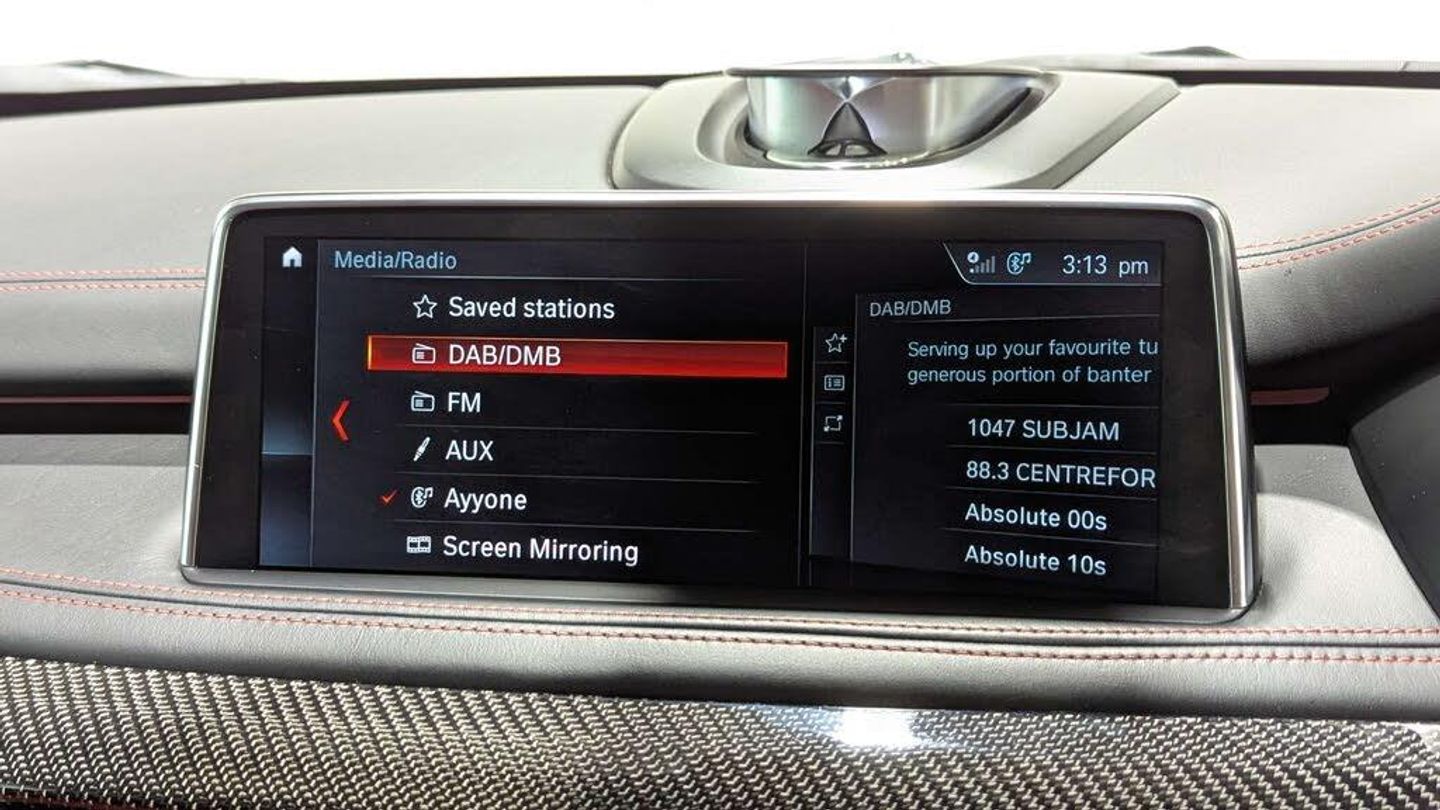 Media/Radio
3:13 pm
Saved stations
DAB/DMB
FM
AUX
Ayyone
Screen Mirroring
DAB/DMB
Serving up your favourite tu
generous portion of banter
1047 SUBJAM
88.3 CENTREFOR
Absolute 00s
Absolute 10s